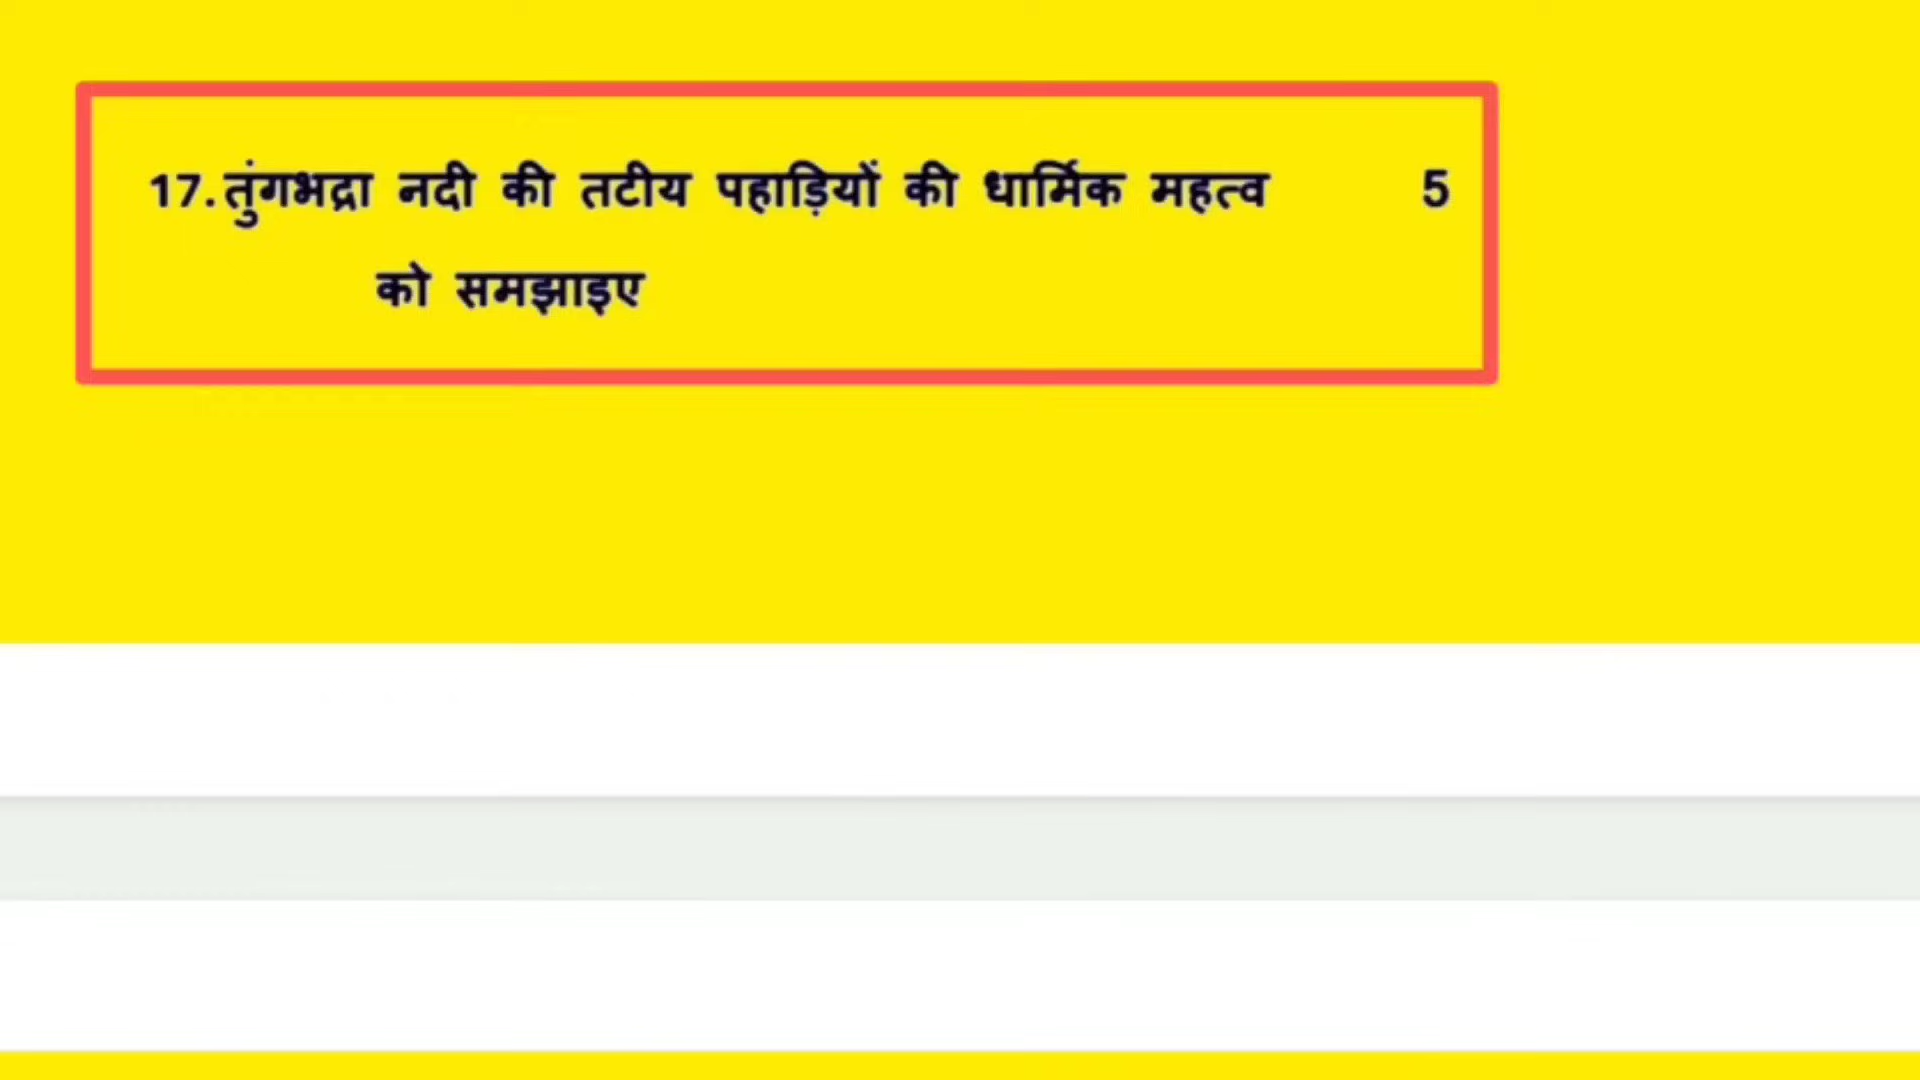 17. तुंगभद्रा नदी की तटीय पहाड़ियों की धार्मिक महत्व 5
को समझाइए